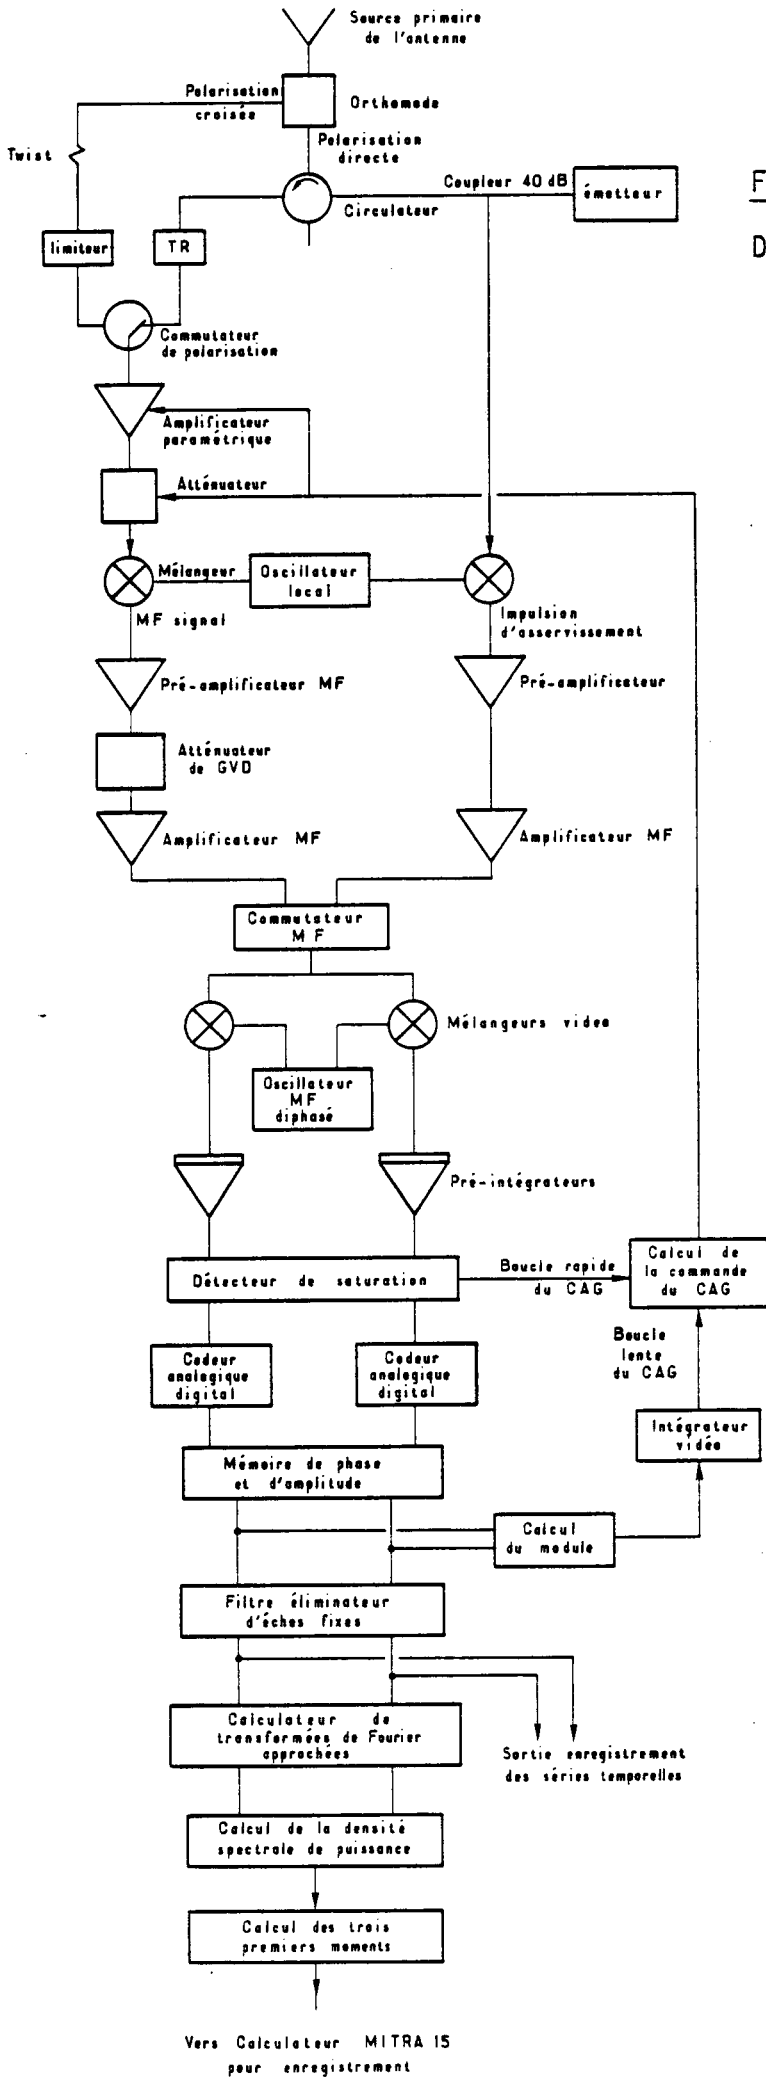 Source primaire
de l'antenne
Polarisation
croisée
Orthomode
Polarisation
directe
Twist
Coupleur 40 dB
émetteur
F
Circulateur
limiteur
TR
D
Commutateur
de polarisation
Amplificateur
paramétrique
Atténuateur
Mélangeur
Oscillateur
local
MF signal
Impulsion
d'asservissement
Pré-amplificateur MF
Pré-amplificateur
Atténuateur
de GVD
Amplificateur MF
Amplificateur MF
Commutateur
MF
Mélangeurs video
Oscillateur
MF
diphasé
Pré-intégrateurs
Détecteur de saturation
Boucle rapide
du CAG
Calcul de
la commande
du CAG
Boucle
lente
du CAG
Codeur
analogique
digital
Codeur
analogique
digital
Intégrateur
vidéo
Mémoire de phase
et d'amplitude
Calcul
du module
Filtre éliminateur
d'échos fixes
Calculateur de
transformées de Fourier
approchées
Sortie enregistrement
des séries temporelles
Calcul de la densité
spectrale de puissance
Calcul des trois
premiers moments
Vers Calculateur MITRA 15
pour enregistrement